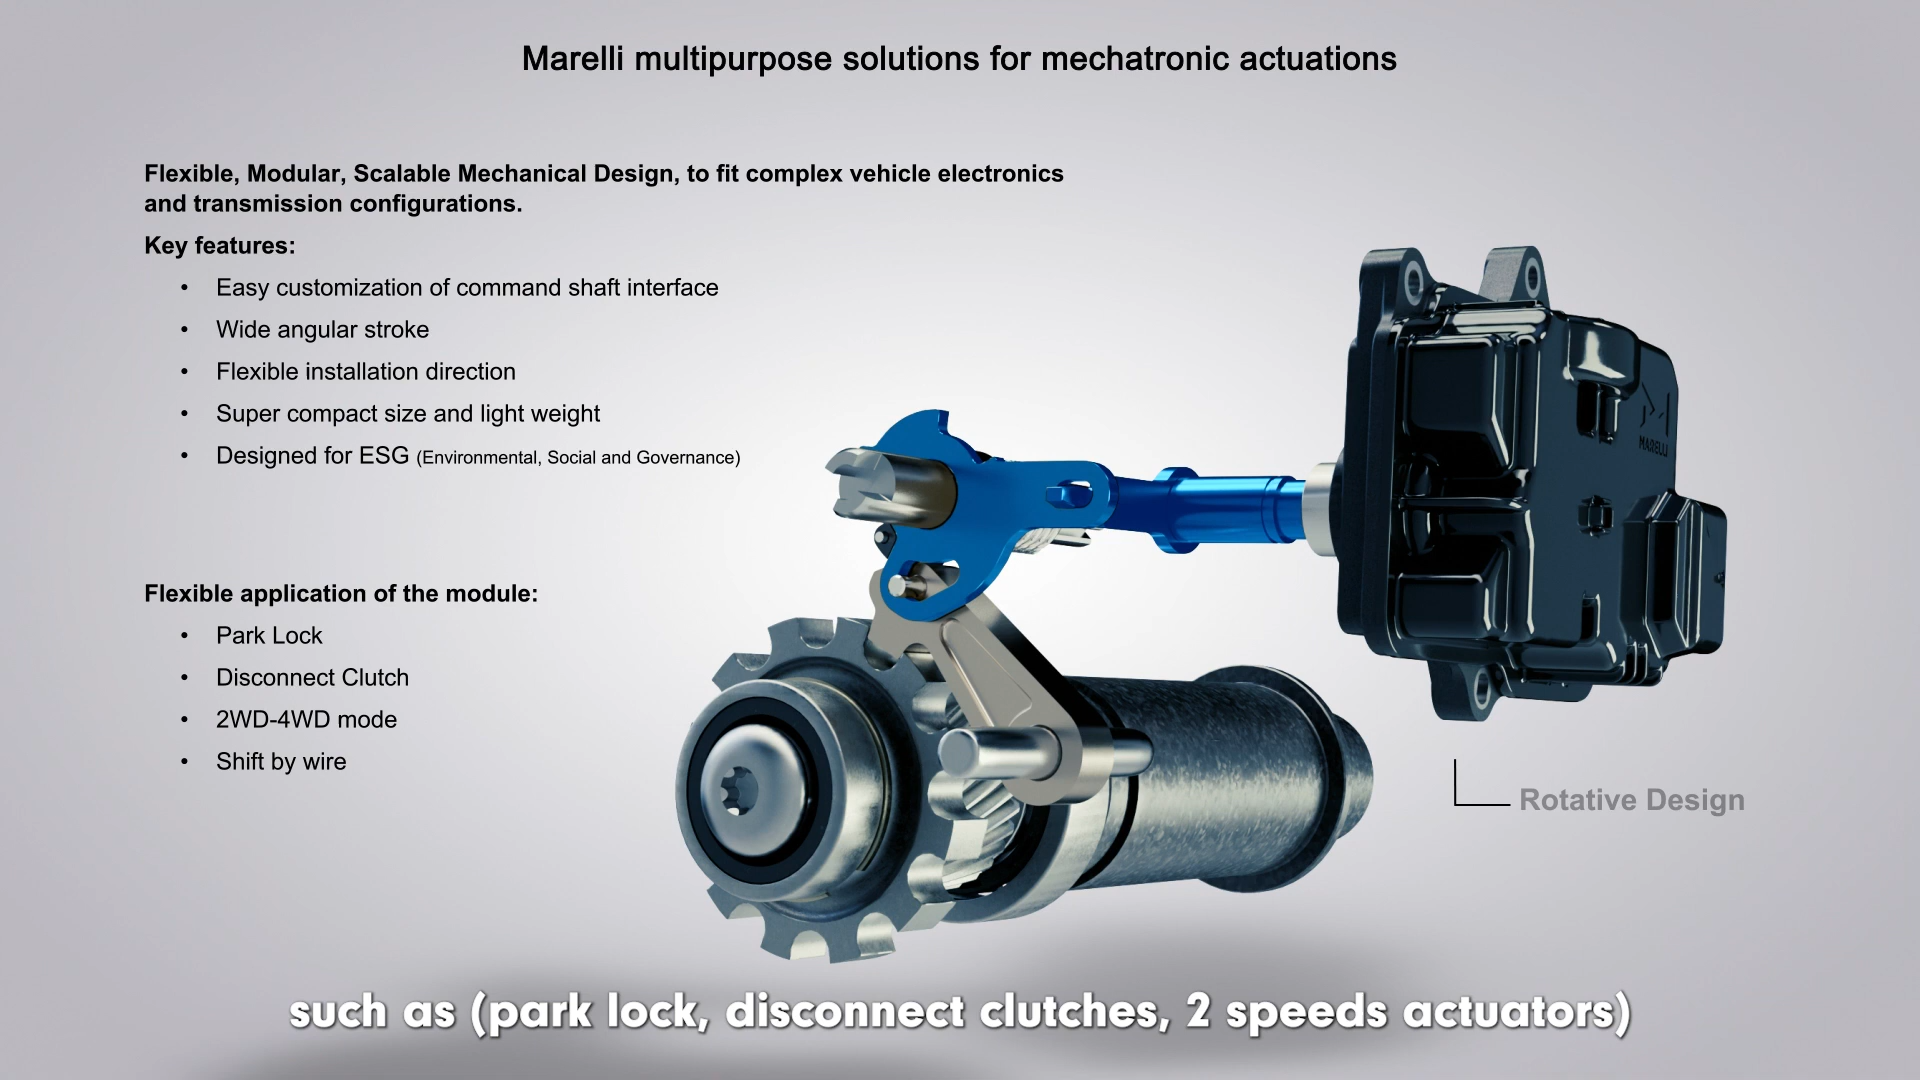 Marelli multipurpose solutions for mechatronic actuations
Flexible, Modular, Scalable Mechanical Design, to fit complex vehicle electronics
and transmission configurations.
Key features:
• Easy customization of command shaft interface
• Wide angular stroke
• Flexible installation direction
• Super compact size and light weight
• Designed for ESG (Environmental, Social and Governance)
MARELLI
Flexible application of the module:
• Park Lock
• Disconnect Clutch
• 2WD-4WD mode
• Shift by wire
Rotative Design
such as (park lock, disconnect clutches, 2 speeds actuators)